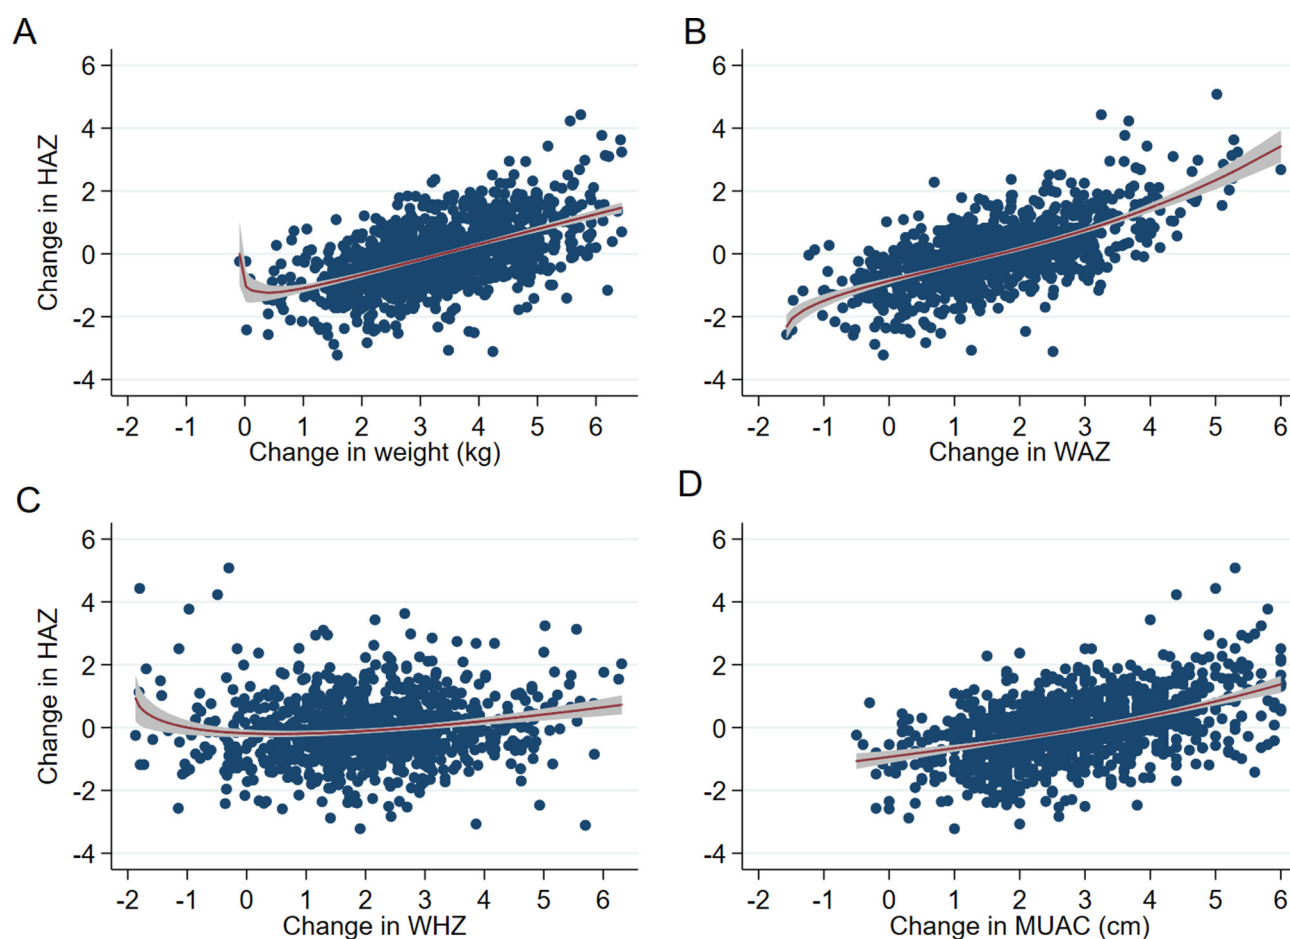 A
B
6
4
2
0
-2
-4
Change in HAZ
-2 -1 0 1 2 3 4 5 6
Change in weight (kg)
6
4
2
0
-2
-4
-2 -1 0 1 2 3 4 5 6
Change in WAZ
C
D
6
4
2
0
-2
-4
Change in HAZ
-2 -1 0 1 2 3 4 5 6
Change in WHZ
6
4
2
0
-2
-4
-2 -1 0 1 2 3 4 5 6
Change in MUAC (cm)